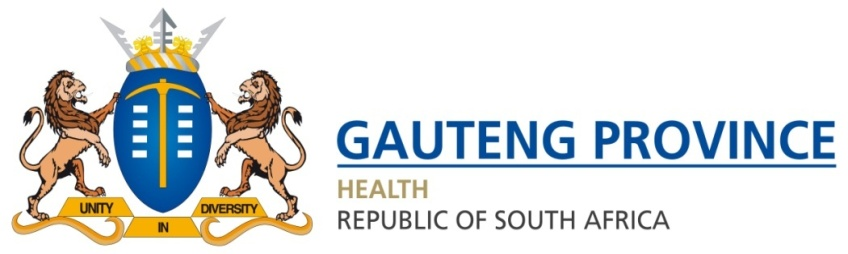 UNITY IN DIVERSITY
GAUTENG PROVINCE
HEALTH
REPUBLIC OF SOUTH AFRICA